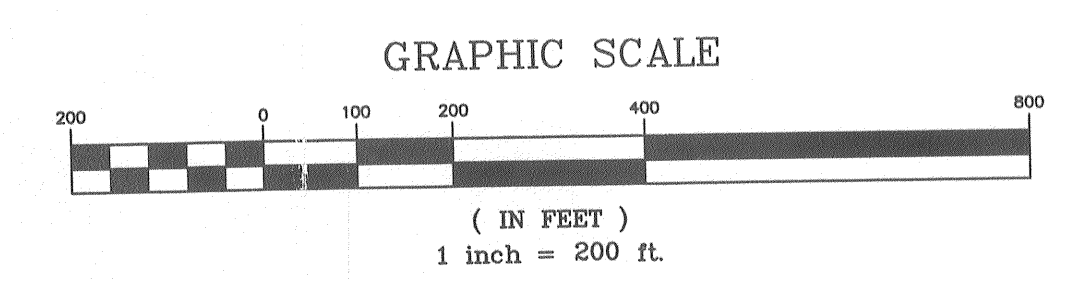 GRAPHIC SCALE
200 0 100 200 400 800
( IN FEET )
1 inch = 200 ft.